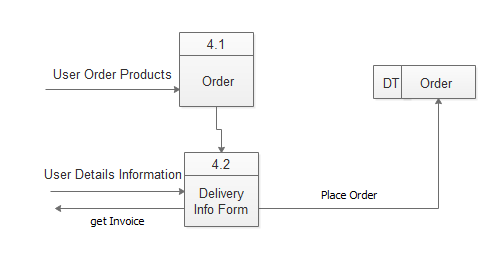 4.1
User Order Products
Order
DT Order
4.2
User Details Information
Delivery
Info Form
Place Order
get Invoice